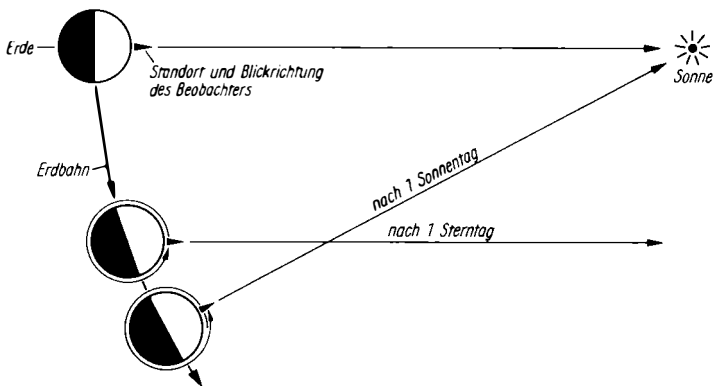 Erde
Standort und Blickrichtung
des Beobachters
Sonne
Erdbahn
nach 1 Sonnentag
nach 1 Sterntag